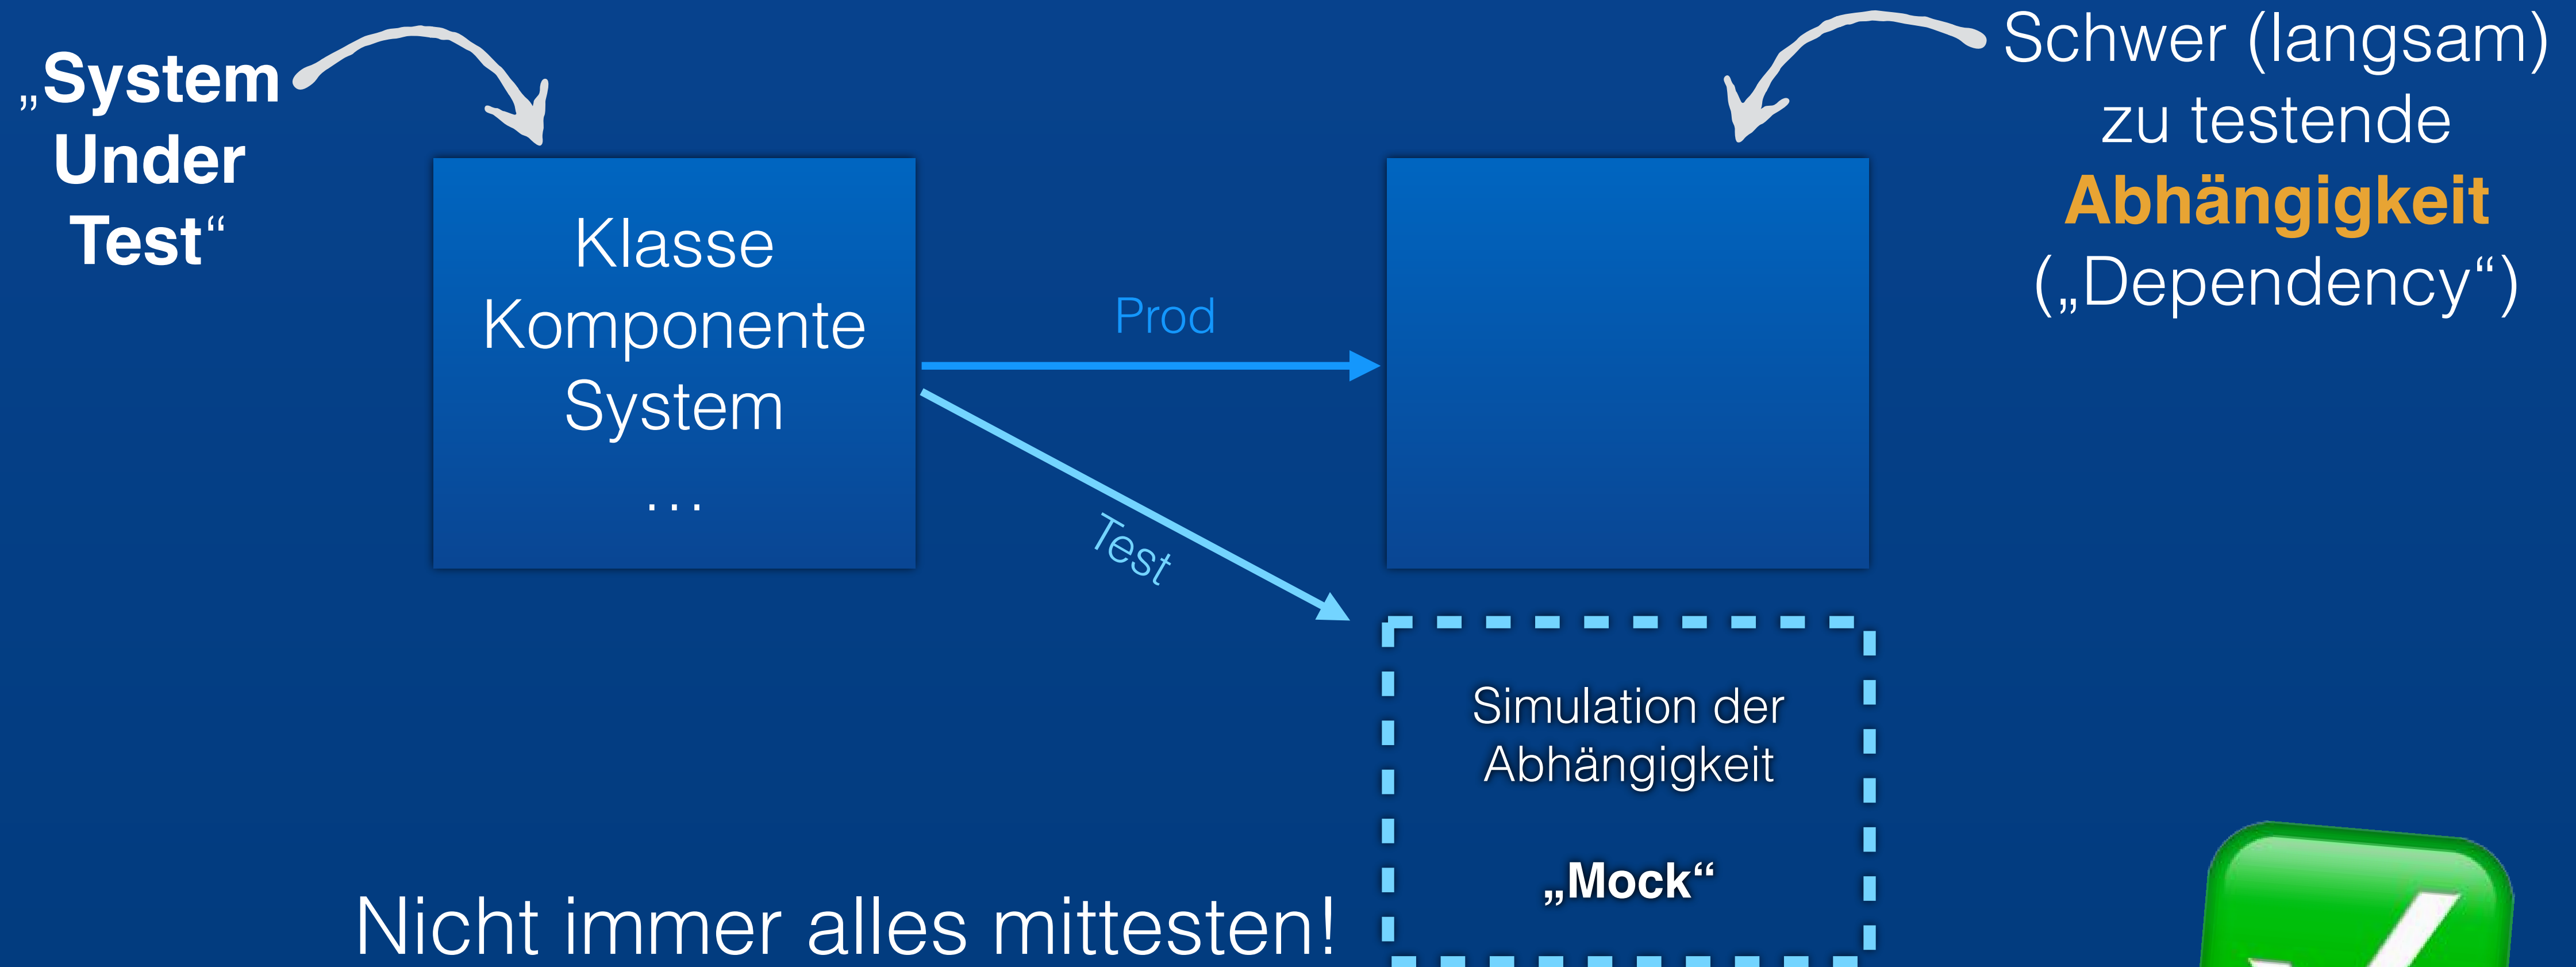 „System
Under
Test“
Klasse
Komponente
System
...
Prod
Test
Schwer (langsam)
zu testende
Abhängigkeit
(„Dependency“)
Simulation der
Abhängigkeit
„Mock“
Nicht immer alles mittesten!